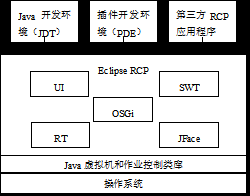 Java 开发环
境（JDT）
插件开发环
境（PDE）
第三方 RCP
应用程序
Eclipse RCP
UI
SWT
OSGi
RT
JFace
Java 虚拟机和作业控制类库
操作系统